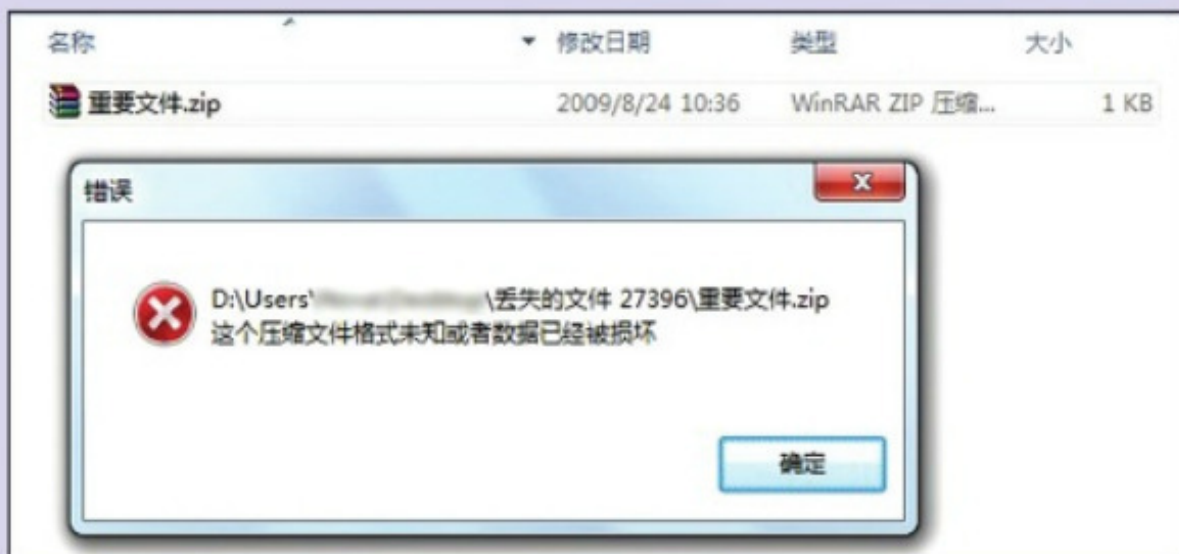 名称 修改日期 类型 大小
重要文件.zip 2009/8/24 10:36 WinRAR ZIP 压缩... 1 KB
错误
D:\Users\ \丢失的文件 27396\重要文件.zip
这个压缩文件格式未知或者数据已经被损坏
确定